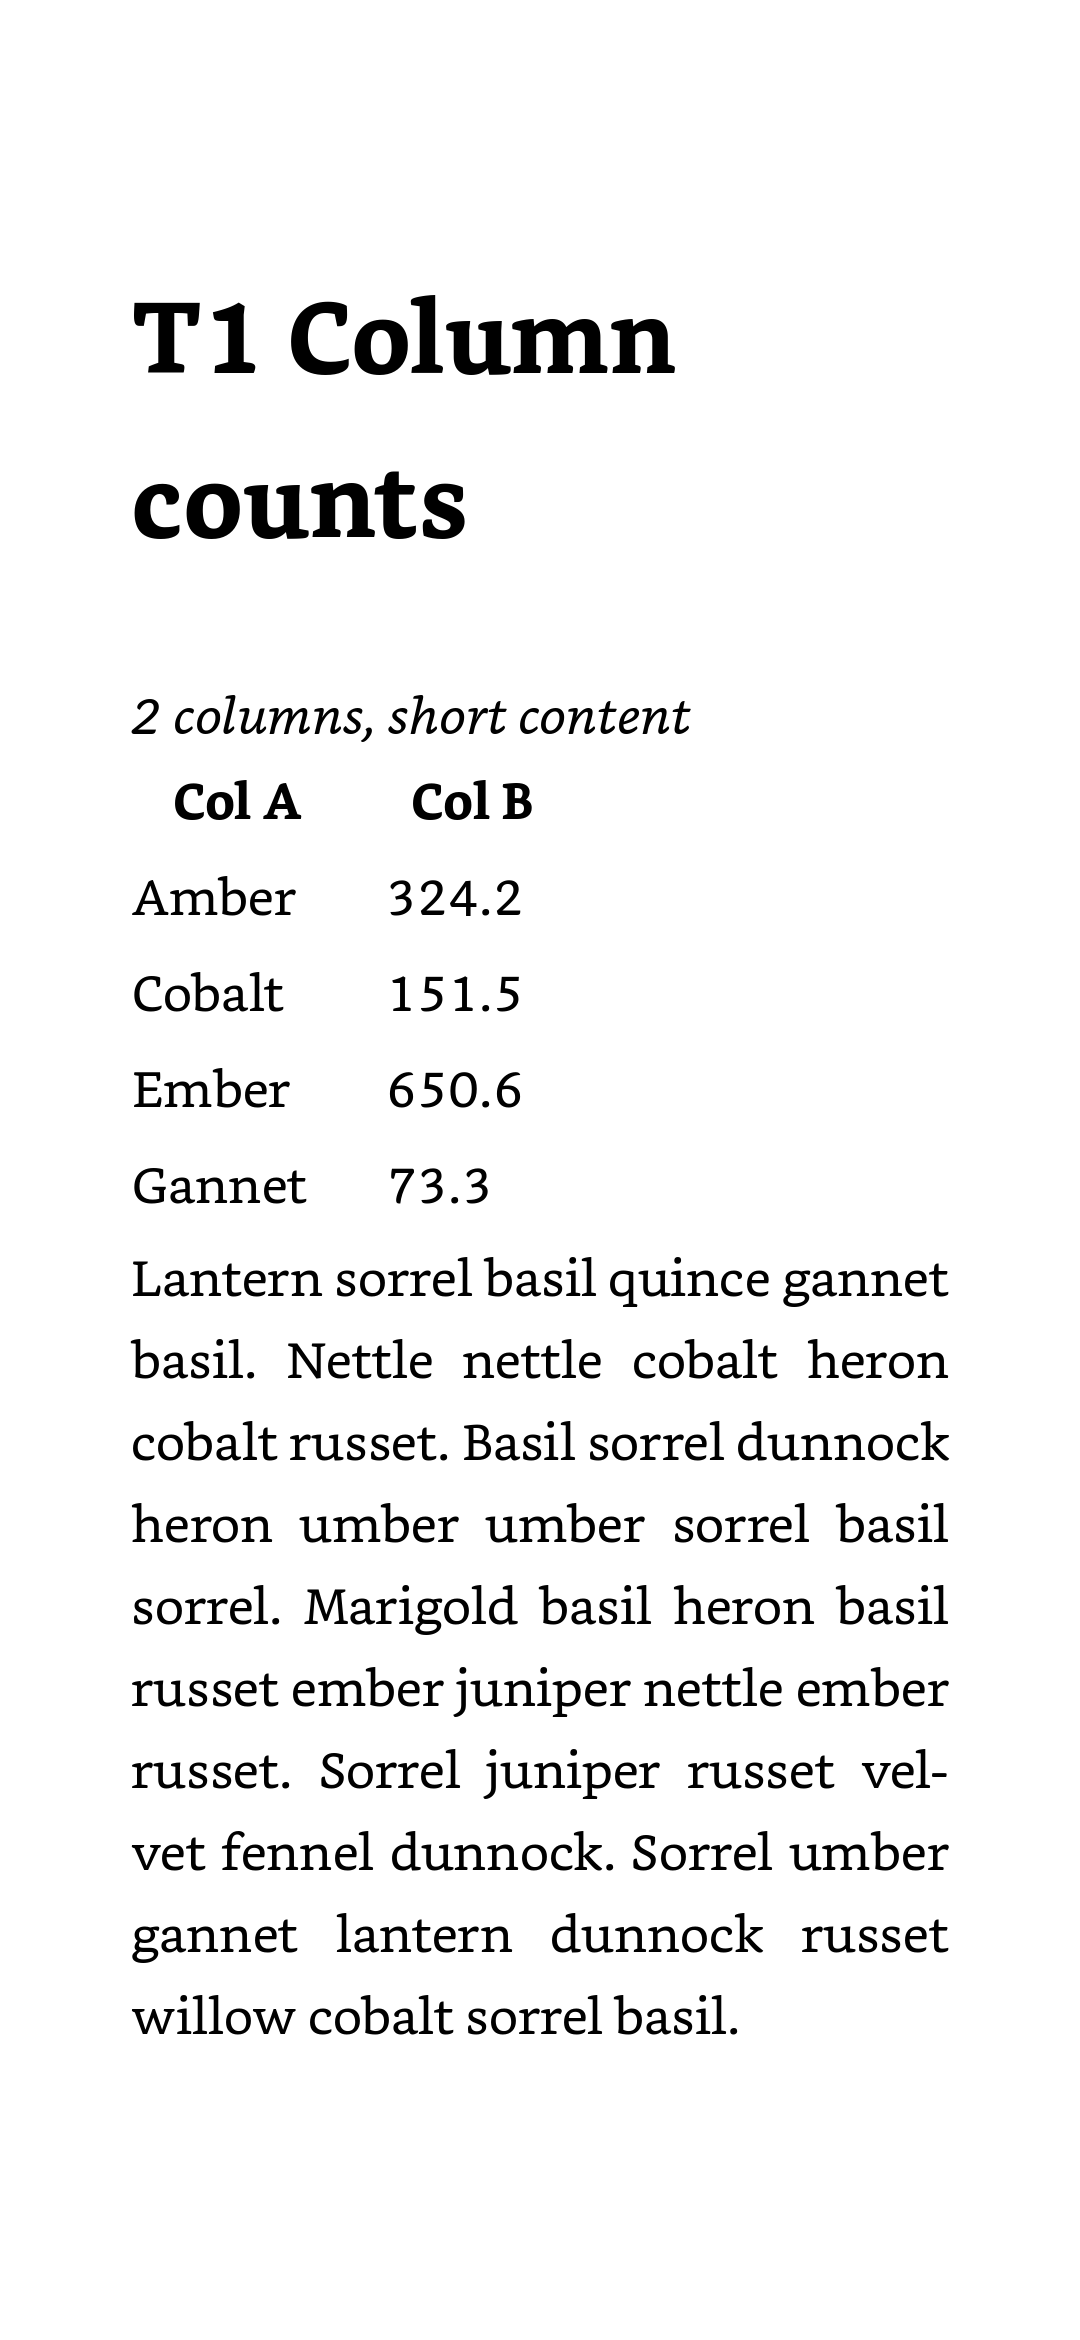 T1 Column
counts
2 columns, short content
Col A Col B
Amber 324.2
Cobalt 151.5
Ember 650.6
Gannet 73.3
Lantern sorrel basil quince gannet
basil. Nettle nettle cobalt heron
cobalt russet. Basil sorrel dunnock
heron umber umber sorrel basil
sorrel. Marigold basil heron basil
russet ember juniper nettle ember
russet. Sorrel juniper russet vel-
vet fennel dunnock. Sorrel umber
gannet lantern dunnock russet
willow cobalt sorrel basil.